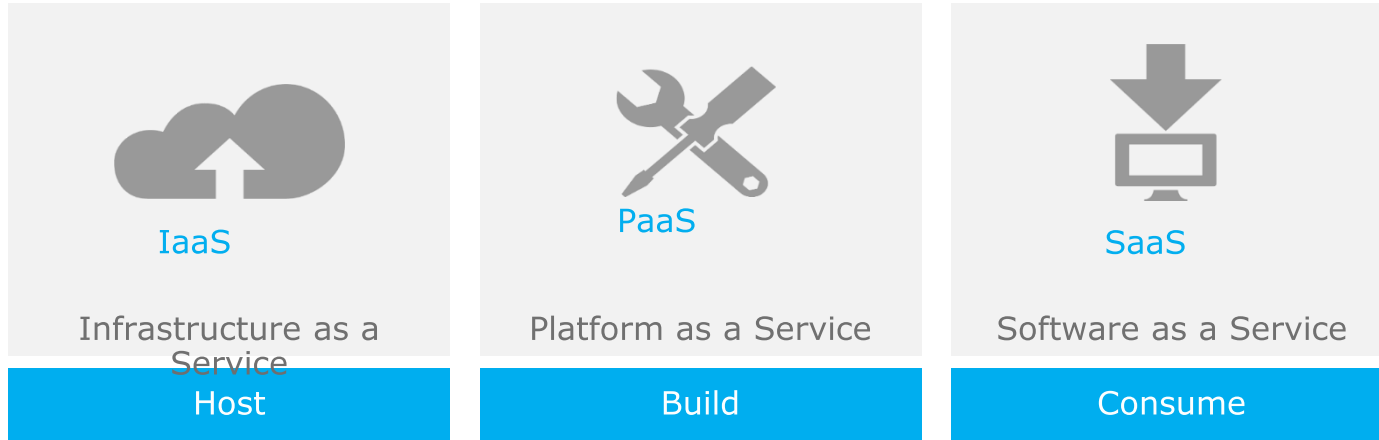 IaaS
Infrastructure as a
Service
Host
PaaS
Platform as a Service
Build
SaaS
Software as a Service
Consume